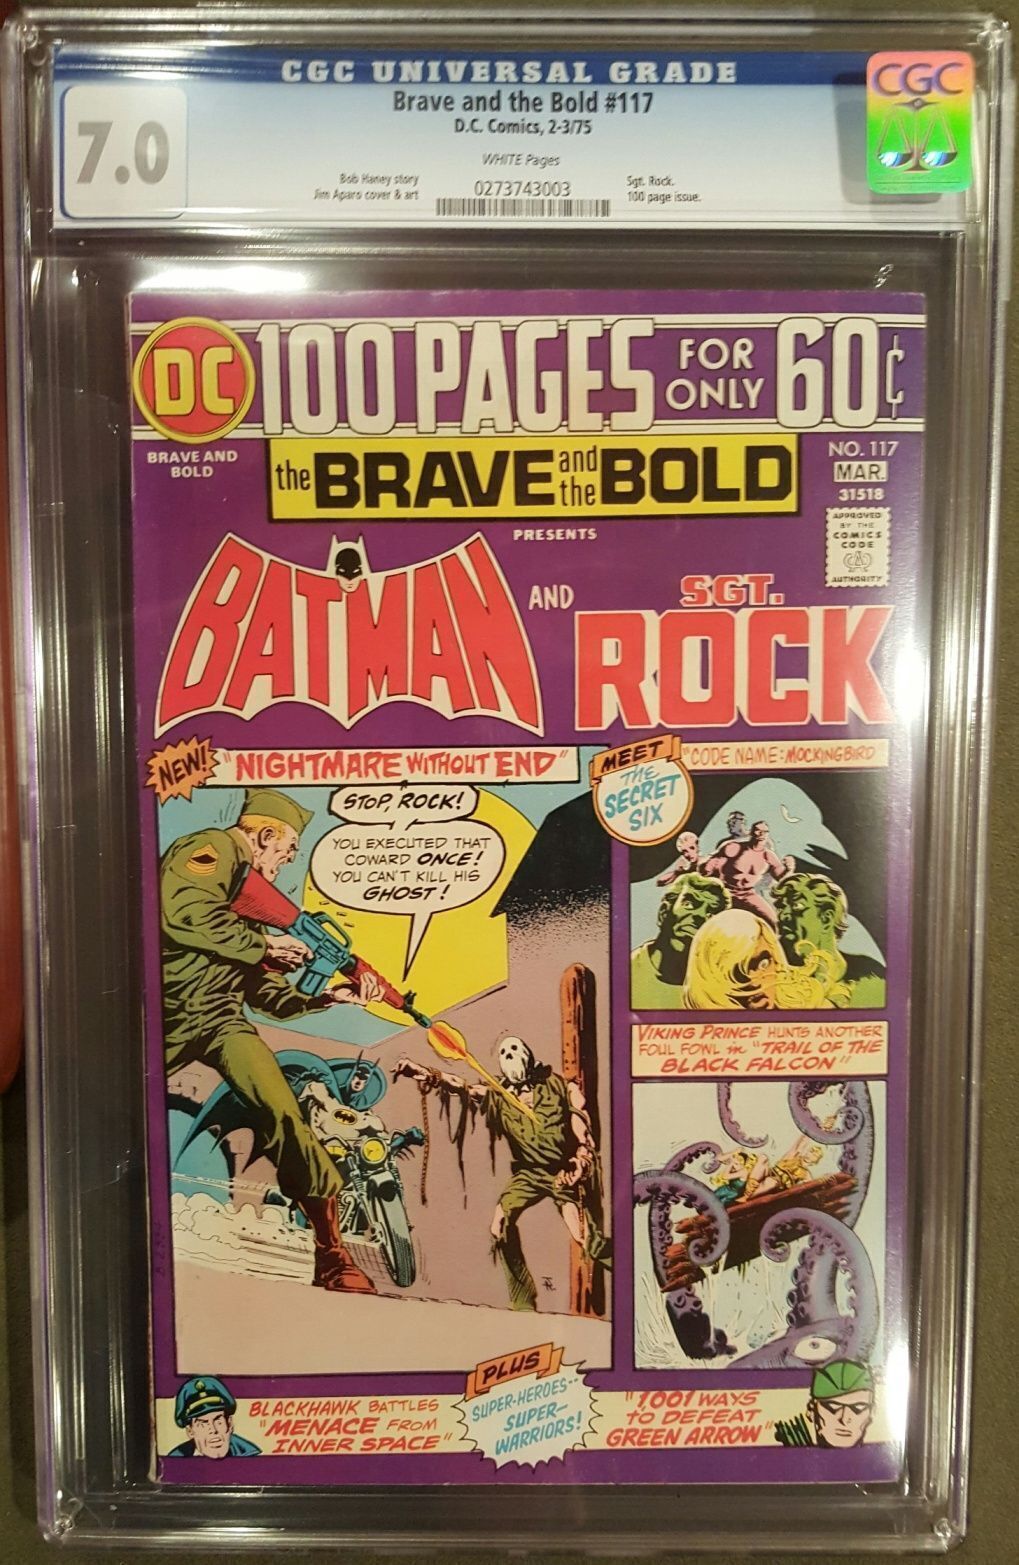 CGC UNIVERSAL GRADE
CGC
7.0
Brave and the Bold #117
D.C. Comics, 2-3/75
WHITE Pages
Bob Haney story
Jim Aparo cover & art
0273743003
Sgt. Rock.
100 page issue.
DC
100 PAGES FOR ONLY 60¢
BRAVE AND
BOLD
the BRAVE and the BOLD
NO. 117
MAR.
31518
APPROVED
BY THE
COMICS
CODE
CA
AUTHORITY
PRESENTS
BATMAN
AND
SGT.
ROCK
NEW!
"NIGHTMARE WITHOUT END"
STOP, ROCK!
YOU EXECUTED THAT
COWARD ONCE!
YOU CAN'T KILL HIS
GHOST!
MEET
THE
SECRET
SIX
"CODE NAME: MOCKINGBIRD
VIKING PRINCE HUNTS ANOTHER
FOUL FOWL in "TRAIL OF THE
BLACK FALCON"
BLACKHAWK BATTLES
"MENACE FROM
INNER SPACE"
PLUS
SUPER-HEROES--
SUPER-
WARRIORS!
"1,001 WAYS
TO DEFEAT
GREEN ARROW"